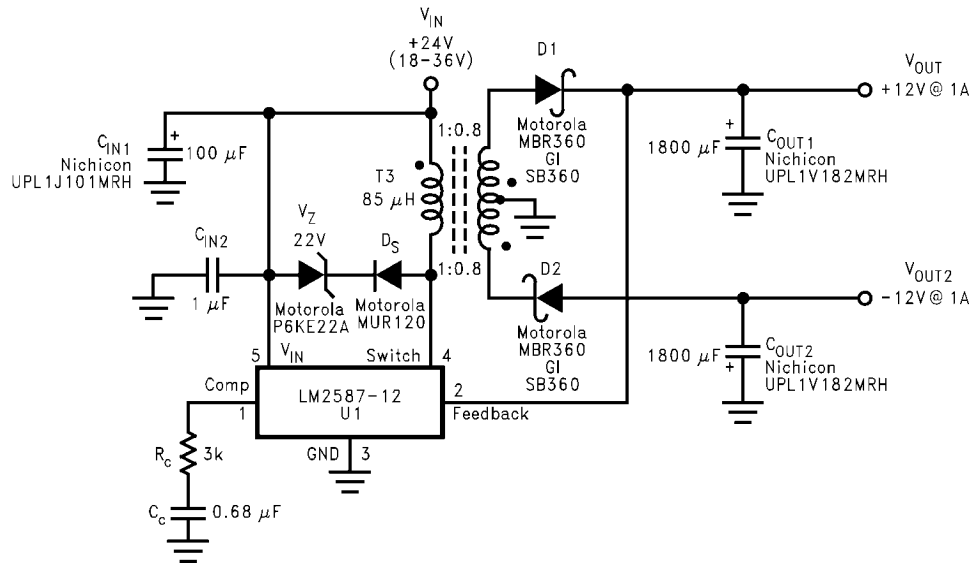 V_IN
+24V
(18-36V)
D1
V_OUT
+12V@ 1A
C_IN1
Nichicon
UPL1J101MRH
+
100 μF
1:0.8
T3
85 μH
1:0.8
Motorola
MBR360
GI
SB360
1800 μF
+
C_OUT1
Nichicon
UPL1V182MRH
C_IN2
1 μF
V_Z
22V
D_S
Motorola
P6KE22A
Motorola
MUR120
D2
Motorola
MBR360
GI
SB360
V_OUT2
-12V@ 1A
1800 μF
+
C_OUT2
Nichicon
UPL1V182MRH
5
V_IN
Switch
4
Comp
1
LM2587-12
U1
2
Feedback
GND
3
R_c
3k
C_c
0.68 μF